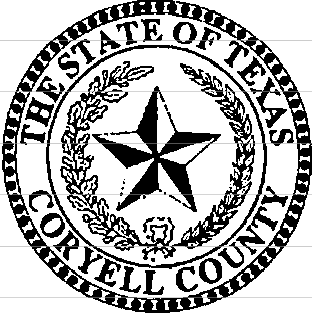 THE STATE OF TEXAS
CORYELL COUNTY